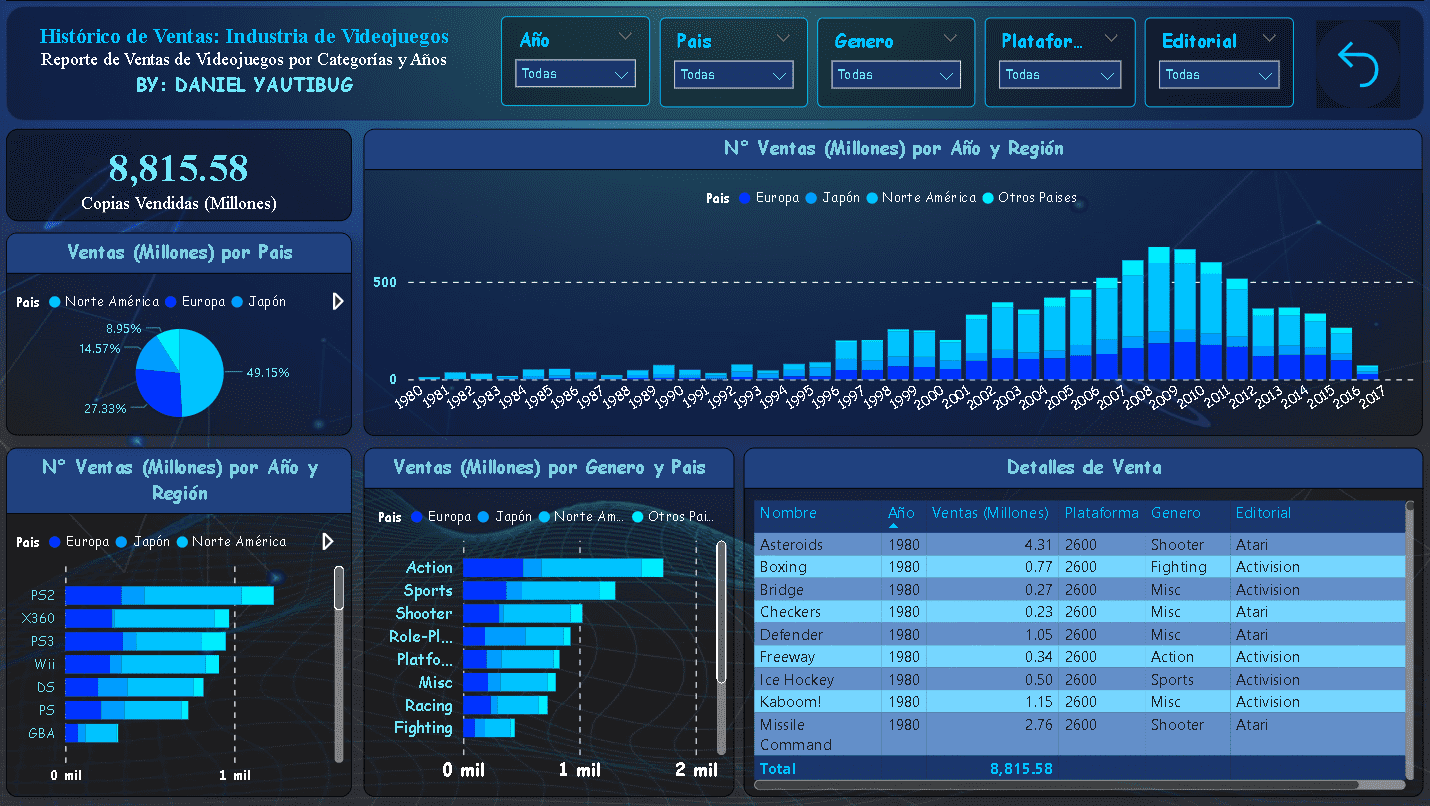 Histórico de Ventas: Industria de Videojuegos
Reporte de Ventas de Videojuegos por Categorías y Años
BY: DANIEL YAUTIBUG
Año
Todas
Pais
Todas
Genero
Todas
Platafor...
Todas
Editorial
Todas
8,815.58
Copias Vendidas (Millones)
Ventas (Millones) por Pais
Pais Norte América Europa Japón
8.95%
14.57%
49.15%
27.33%
N° Ventas (Millones) por Año y Región
Pais Europa Japón Norte América Otros Paises
500
0
1980 1981 1982 1983 1984 1985 1986 1987 1988 1989 1990 1991 1992 1993 1994 1995 1996 1997 1998 1999 2000 2001 2002 2003 2004 2005 2006 2007 2008 2009 2010 2011 2012 2013 2014 2015 2016 2017
N° Ventas (Millones) por Año y
Región
Pais Europa Japón Norte América
PS2
X360
PS3
Wii
DS
PS
GBA
0 mil 1 mil
Ventas (Millones) por Genero y Pais
Pais Europa Japón Norte Am... Otros Pai...
Action
Sports
Shooter
Role-Pl...
Platfo...
Misc
Racing
Fighting
0 mil 1 mil 2 mil
Detalles de Venta
Nombre Año Ventas (Millones) Plataforma Genero Editorial
Asteroids 1980 4.31 2600 Shooter Atari
Boxing 1980 0.77 2600 Fighting Activision
Bridge 1980 0.27 2600 Misc Activision
Checkers 1980 0.23 2600 Misc Atari
Defender 1980 1.05 2600 Misc Atari
Freeway 1980 0.34 2600 Action Activision
Ice Hockey 1980 0.50 2600 Sports Activision
Kaboom! 1980 1.15 2600 Misc Activision
Missile 1980 2.76 2600 Shooter Atari
Command
Total 8,815.58